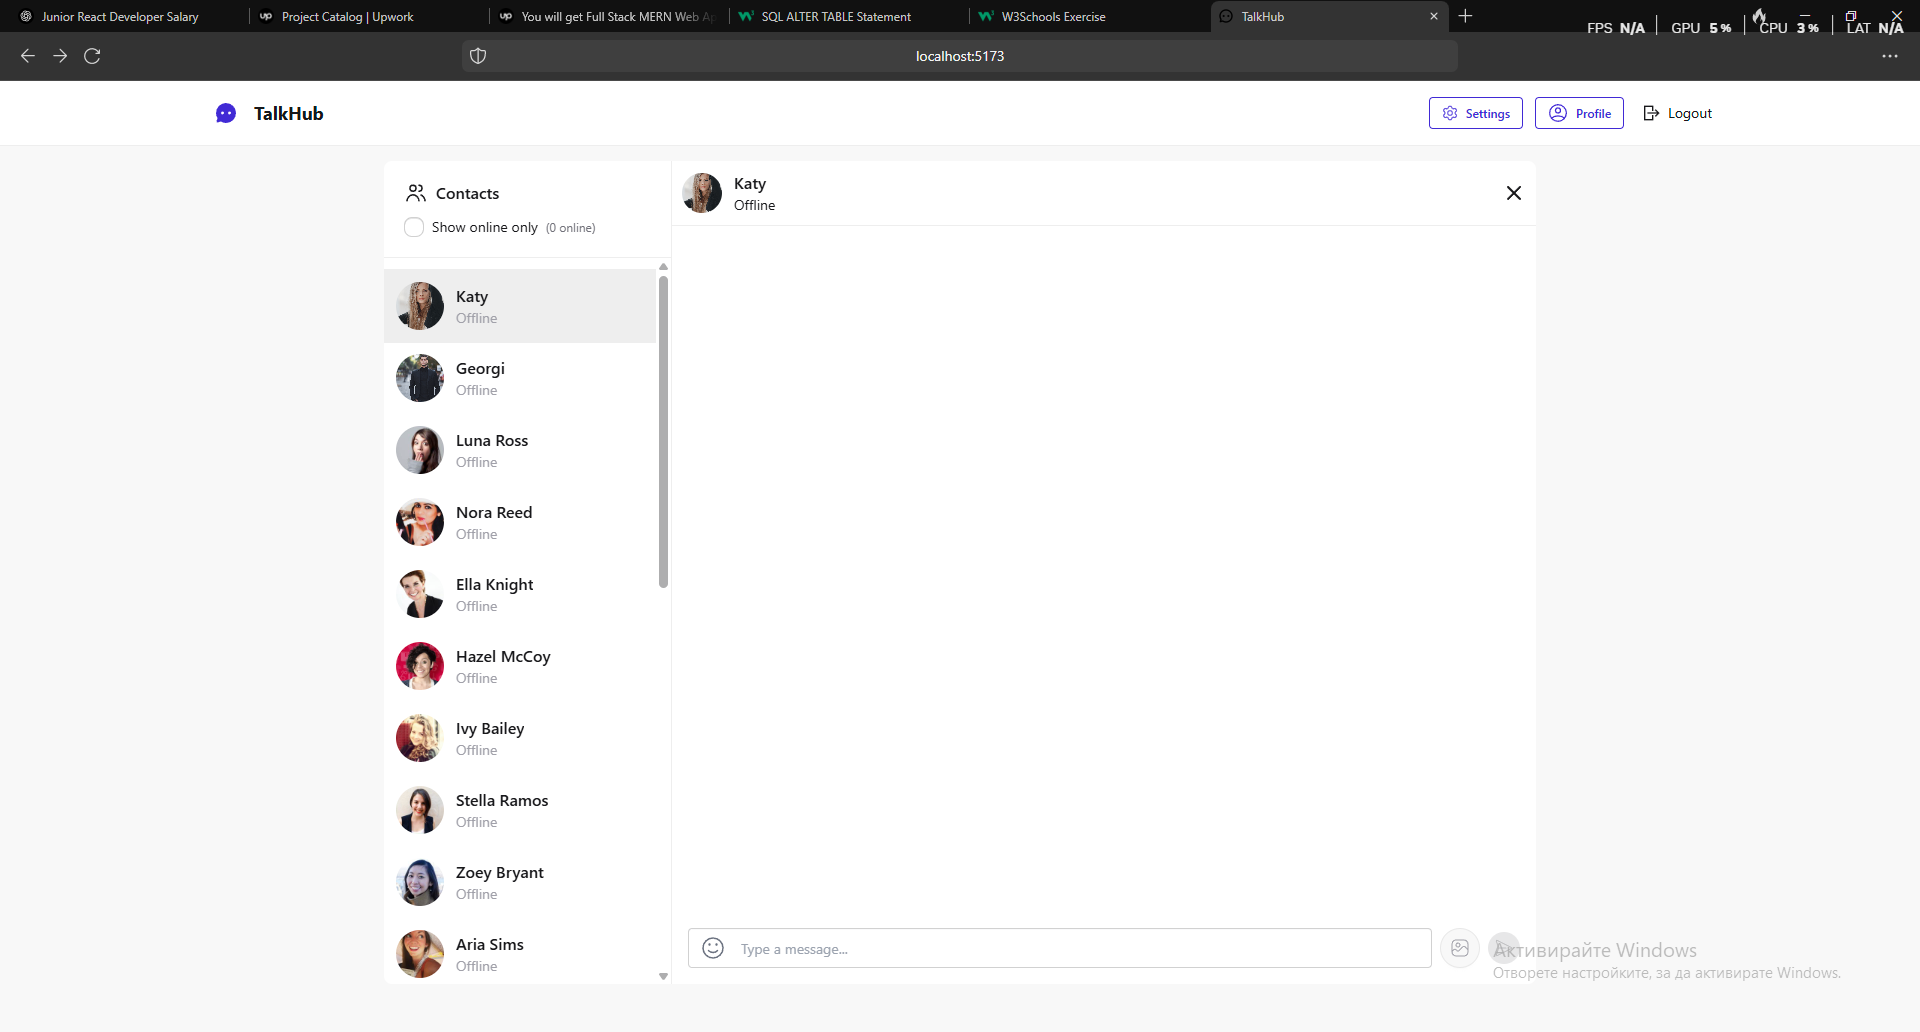 Junior React Developer Salary
up Project Catalog | Upwork
up You will get Full Stack MERN Web Ap
SQL ALTER TABLE Statement
W3Schools Exercise
TalkHub
FPS N/A GPU 5% CPU 3% LAT N/A
localhost:5173
TalkHub
Settings
Profile
Logout
Contacts
Show online only (0 online)
Katy
Offline
Katy
Offline
Georgi
Offline
Luna Ross
Offline
Nora Reed
Offline
Ella Knight
Offline
Hazel McCoy
Offline
Ivy Bailey
Offline
Stella Ramos
Offline
Zoey Bryant
Offline
Aria Sims
Offline
Type a message...
Активирайте Windows
Отворете настройките, за да активирате Windows.